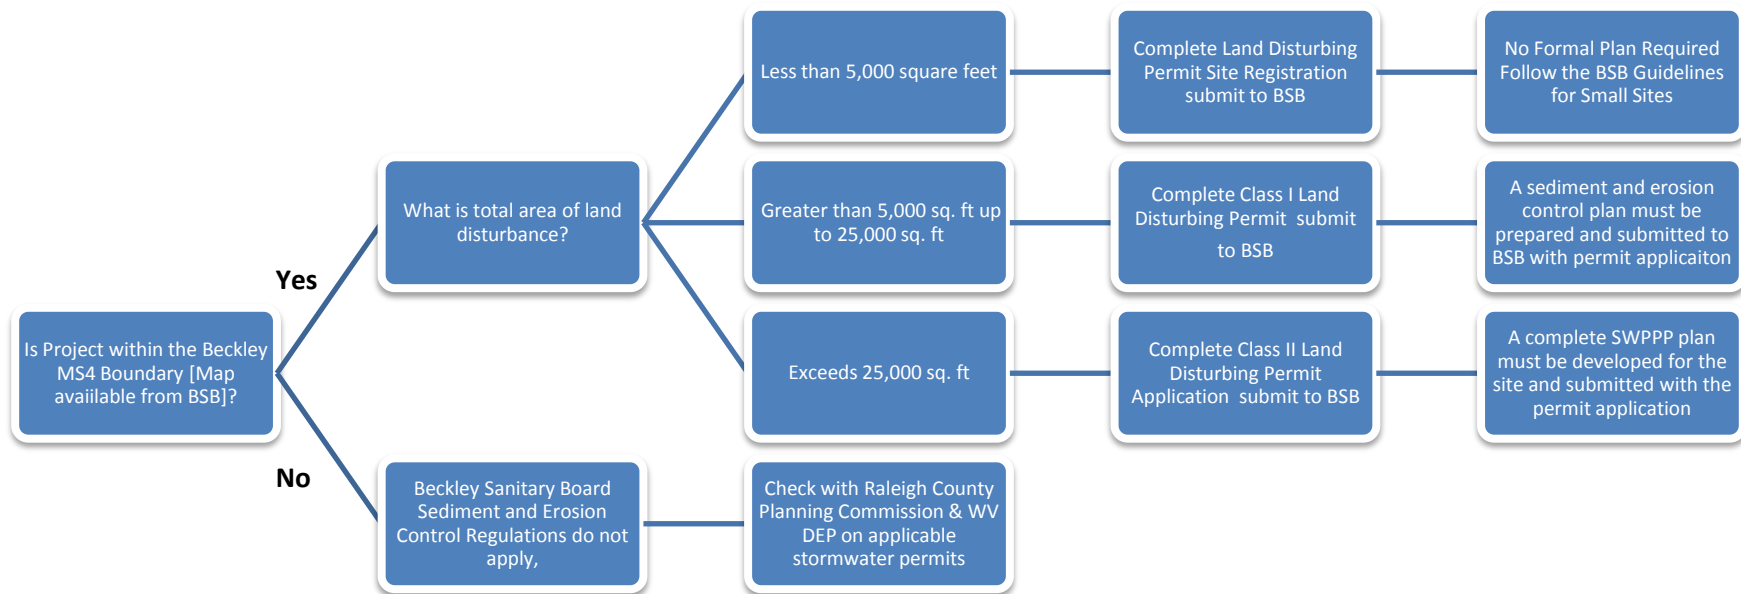 Is Project within the Beckley
MS4 Boundary [Map
avaiilable from BSB]?
Yes
What is total area of land
disturbance?
Less than 5,000 square feet
Complete Land Disturbing
Permit Site Registration
submit to BSB
No Formal Plan Required
Follow the BSB Guidelines
for Small Sites
Greater than 5,000 sq. ft up
to 25,000 sq. ft
Complete Class I Land
Disturbing Permit  submit
to BSB
A sediment and erosion
control plan must be
prepared and submitted to
BSB with permit applicaiton
Exceeds 25,000 sq. ft
Complete Class II Land
Disturbing Permit
Application  submit to BSB
A complete SWPPP plan
must be developed for the
site and submitted with the
permit application
No
Beckley Sanitary Board
Sediment and Erosion
Control Regulations do not
apply,
Check with Raleigh County
Planning Commission & WV
DEP on applicable
stormwater permits